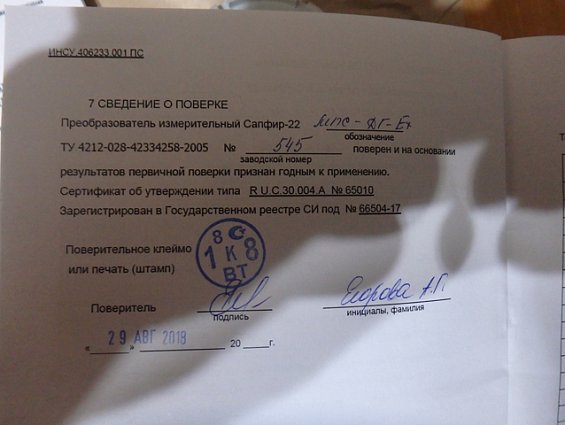 ИНСУ.406233.001 ПС
7 СВЕДЕНИЕ О ПОВЕРКЕ
Преобразователь измерительный Сапфир-22 МПС-ДГ-Ех
обозначение
ТУ 4212-028-42334258-2005 № 545 поверен и на основании
заводской номер
результатов первичной поверки признан годным к применению.
Сертификат об утверждении типа R U.C.30.004.A № 65010
Зарегистрирован в Государственном реестре СИ под № 66504-17
Поверительное клеймо
или печать (штамп)
8 С
1 К 8
ВТ
Поверитель Егорова А.П.
подпись инициалы, фамилия
« 29 АВГ 2018 » 20 г.